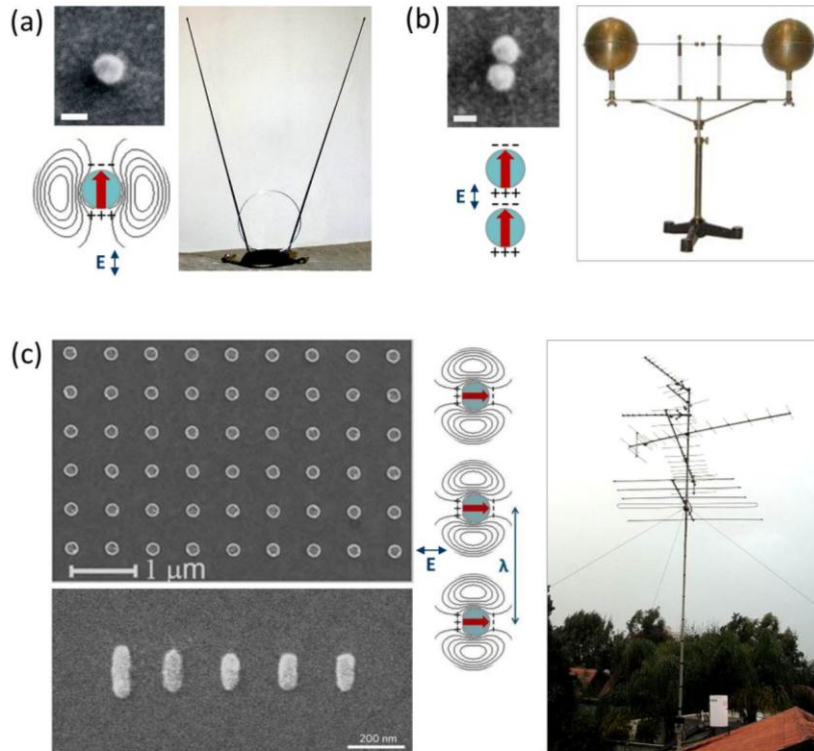 (a)
- - -
+++
E
(b)
- - -
+++
E
- - -
+++
(c)
1 µm
200 nm
E
λ